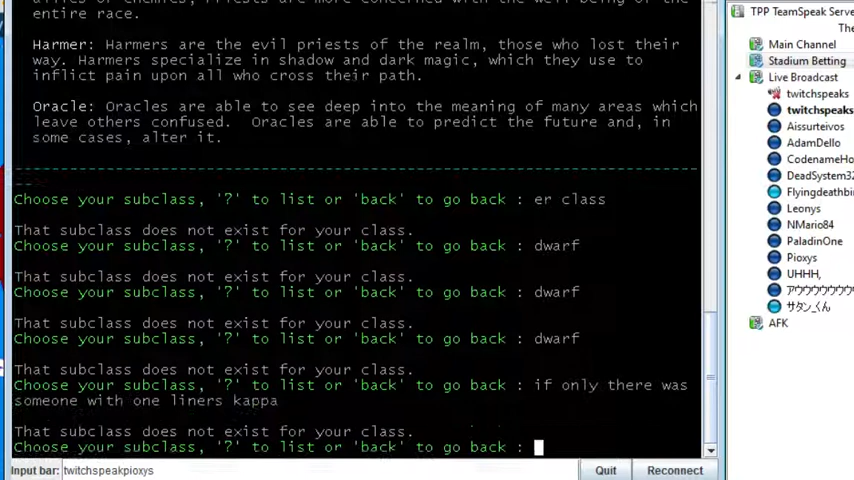 entire race.
Harmer: Harmers are the evil priests of the realm, those who lost their
way. Harmers specialize in shadow and dark magic, which they use to
inflict pain upon all who cross their path.
Oracle: Oracles are able to see deep into the meaning of many areas which
leave others confused.  Oracles are able to predict the future and, in
some cases, alter it.
Choose your subclass, '?' to list or 'back' to go back : er class
That subclass does not exist for your class.
Choose your subclass, '?' to list or 'back' to go back : dwarf
That subclass does not exist for your class.
Choose your subclass, '?' to list or 'back' to go back : dwarf
That subclass does not exist for your class.
Choose your subclass, '?' to list or 'back' to go back : dwarf
That subclass does not exist for your class.
Choose your subclass, '?' to list or 'back' to go back : if only there was
someone with one liners kappa
That subclass does not exist for your class.
Choose your subclass, '?' to list or 'back' to go back :
Input bar: twitchspeakpioxys
Quit
Reconnect
TPP TeamSpeak Serve
The
Main Channel
Stadium Betting
Live Broadcast
twitchspeaks
twitchspeaks
Aissurteivos
AdamDello
CodenameHo
DeadSystem32
Flyingdeathbi
Leonys
NMario84
PaladinOne
Pioxys
UHHH,
サタン_くん
AFK